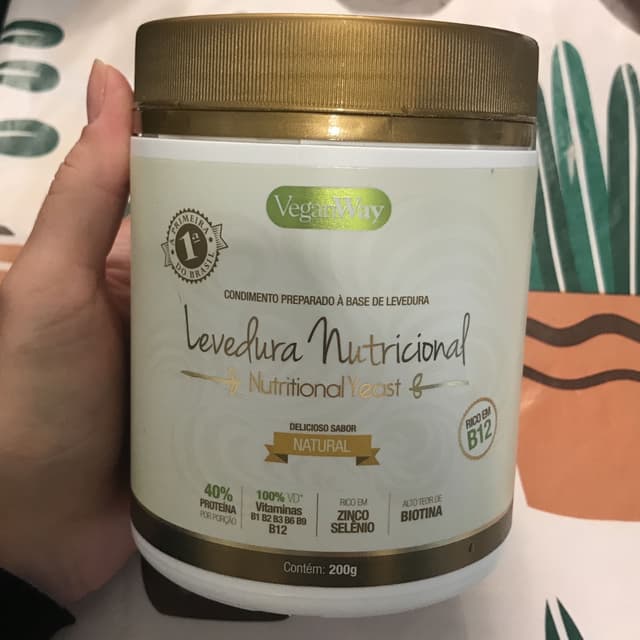 VeganWay
A PRIMEIRA
1ª
DO BRASIL
CONDIMENTO PREPARADO À BASE DE LEVEDURA
Levedura Nutricional
Nutritional Yeast
DELICIOSO SABOR
NATURAL
RICO EM
B12
40%
PROTEÍNA
POR PORÇÃO
100% VD*
Vitaminas
B1 B2 B3 B6 B9
B12
RICO EM
ZINCO
SELÊNIO
ALTO TEOR DE
BIOTINA
Contém: 200g